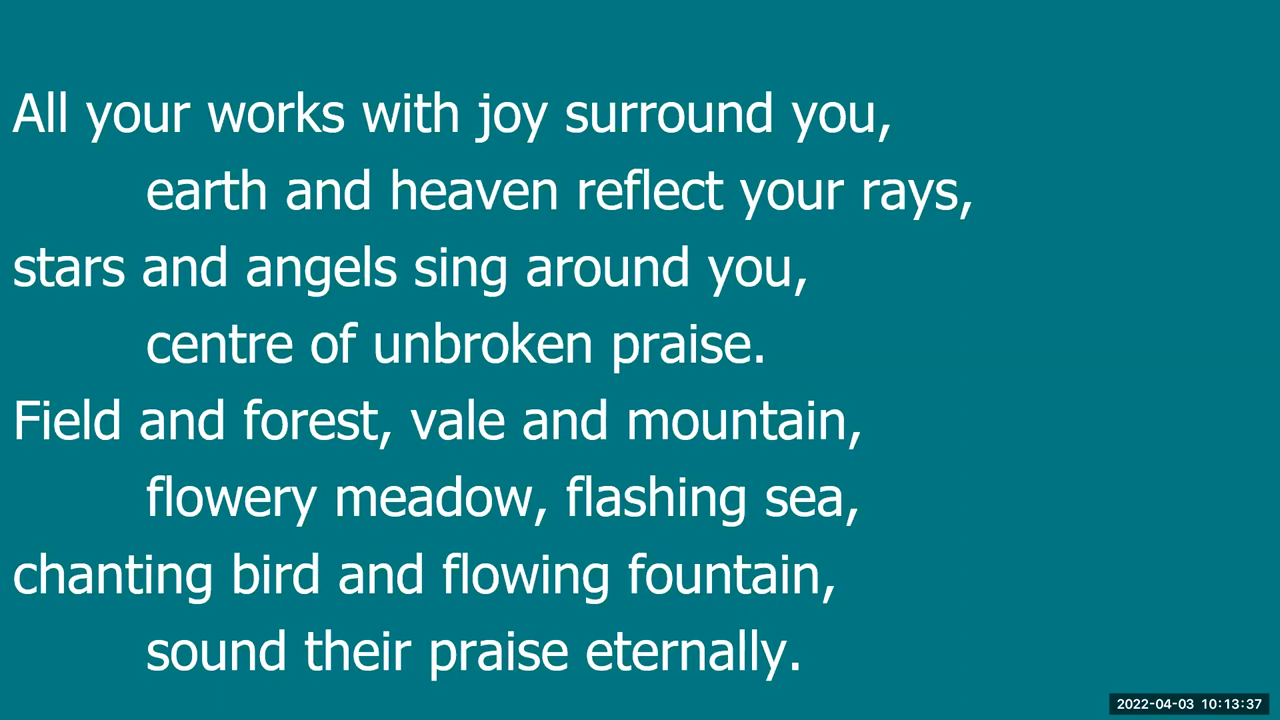 All your works with joy surround you,
earth and heaven reflect your rays,
stars and angels sing around you,
centre of unbroken praise.
Field and forest, vale and mountain,
flowery meadow, flashing sea,
chanting bird and flowing fountain,
sound their praise eternally.
2022-04-03 10:13:37